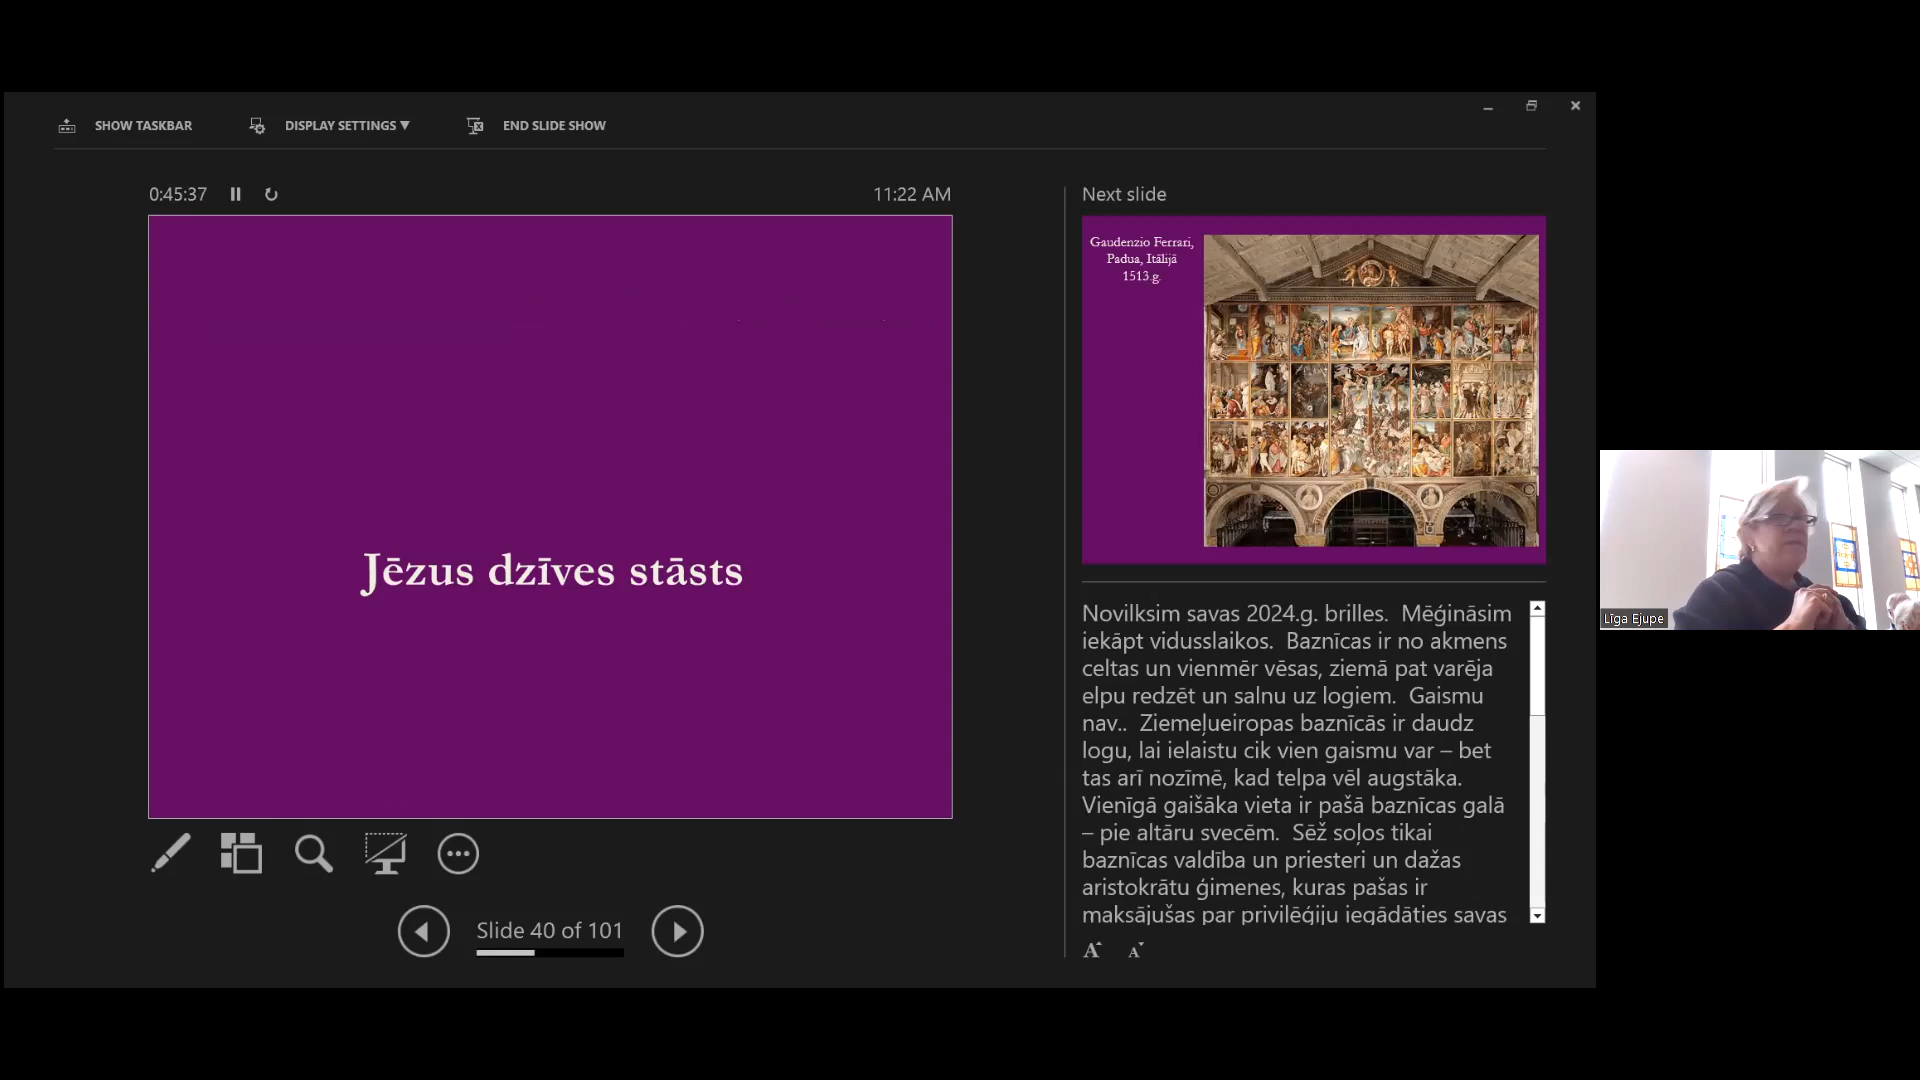 SHOW TASKBAR
DISPLAY SETTINGS ▼
END SLIDE SHOW
0:45:37
11:22 AM
Jēzus dzīves stāsts
Slide 40 of 101
Next slide
Gaudenzio Ferrari,
Padua, Itālijā
1513.g.
Novilksim savas 2024.g. brilles. Mēģināsim
iekāpt vidusslaikos. Baznīcas ir no akmens
celtas un vienmēr vēsas, ziemā pat varēja
elpu redzēt un salnu uz logiem. Gaismu
nav.. Ziemeļueiropas baznīcās ir daudz
logu, lai ielaistu cik vien gaismu var – bet
tas arī nozīmē, kad telpa vēl augstāka.
Vienīgā gaišāka vieta ir pašā baznīcas galā
– pie altāru svecēm. Sēž soļos tikai
baznīcas valdība un priesteri un dažas
aristokrātu ģimenes, kuras pašas ir
maksājušas par privilēģiju iegādāties savas
A A
Līga Ejupe